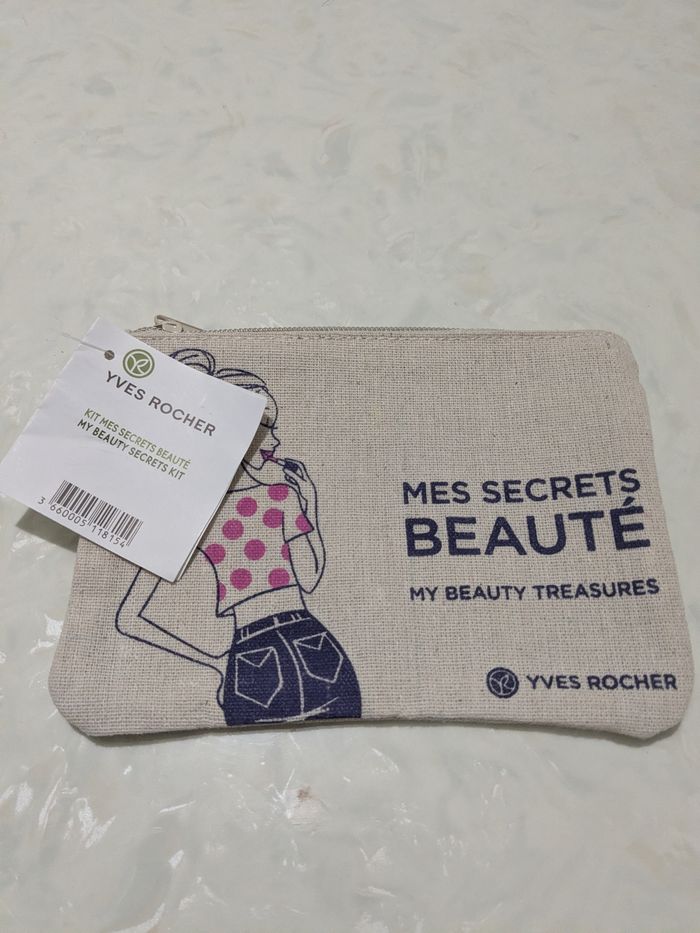 YVES ROCHER
KIT MES SECRETS BEAUTÉ
MY BEAUTY SECRETS KIT
3 660005 118154
MES SECRETS
BEAUTÉ
MY BEAUTY TREASURES
YVES ROCHER